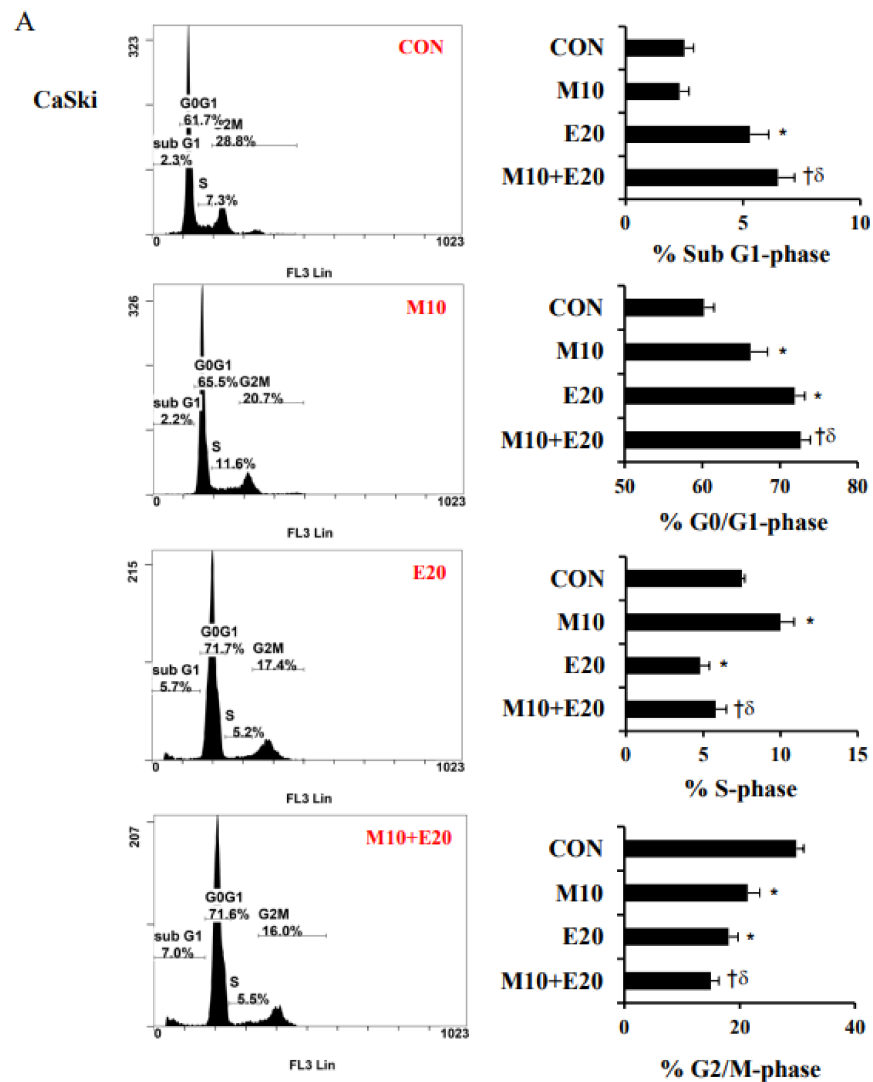 A
CaSki
323
CON
G0G1
61.7%
2M
28.8%
sub G1
2.3%
S
7.3%
0
1023
FL3 Lin
326
M10
G0G1
65.5%
G2M
20.7%
sub G1
2.2%
S
11.6%
0
1023
FL3 Lin
215
E20
G0G1
71.7%
G2M
17.4%
sub G1
5.7%
S
5.2%
0
1023
FL3 Lin
207
M10+E20
G0G1
71.6%
G2M
16.0%
sub G1
7.0%
S
5.5%
0
1023
FL3 Lin
CON
M10
E20 *
M10+E20 †δ
0 5 10
% Sub G1-phase
CON
M10 *
E20 *
M10+E20 †δ
50 60 70 80
% G0/G1-phase
CON
M10 *
E20 *
M10+E20 †δ
0 5 10 15
% S-phase
CON
M10 *
E20 *
M10+E20 †δ
0 20 40
% G2/M-phase